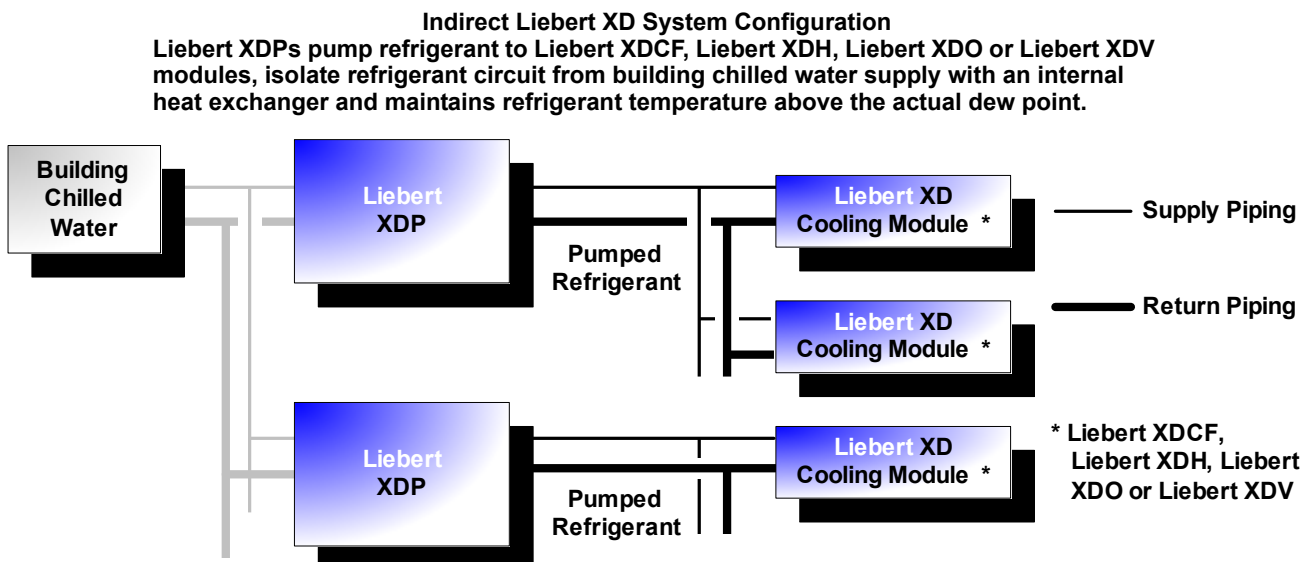 Indirect Liebert XD System Configuration
Liebert XDPs pump refrigerant to Liebert XDCF, Liebert XDH, Liebert XDO or Liebert XDV
modules, isolate refrigerant circuit from building chilled water supply with an internal
heat exchanger and maintains refrigerant temperature above the actual dew point.
Building
Chilled
Water
Liebert
XDP
Pumped
Refrigerant
Liebert XD
Cooling Module *
Supply Piping
Liebert XD
Cooling Module *
Return Piping
Liebert
XDP
Pumped
Refrigerant
Liebert XD
Cooling Module *
* Liebert XDCF,
Liebert XDH, Liebert
XDO or Liebert XDV